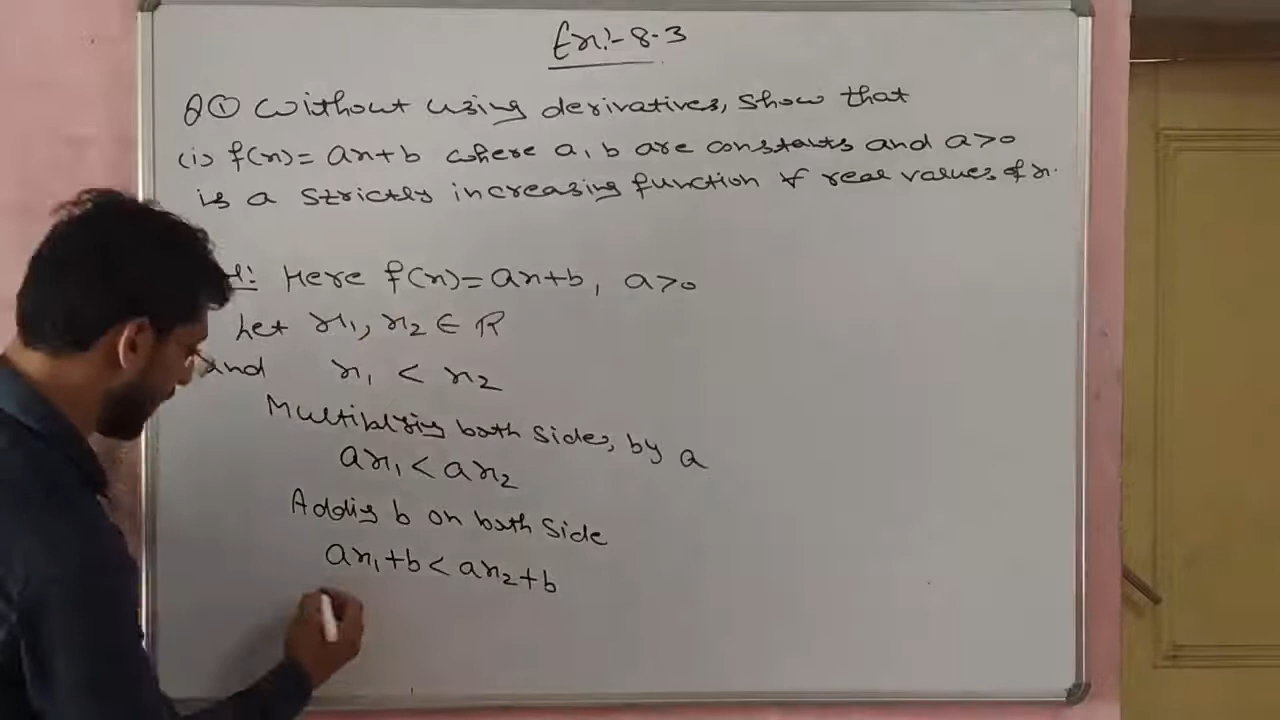 Ex:- 8.3
Q① Without using derivatives, show that
(i) f(x)= ax+b where a, b are constants and a>0
is a strictly increasing function ∀ real values of x.
Here f(x)= ax+b, a>0
Let x₁, x₂ ∈ R
and x₁ < x₂
Multiplying both sides, by a
ax₁ < ax₂
Adding b on both side
ax₁+b < ax₂+b